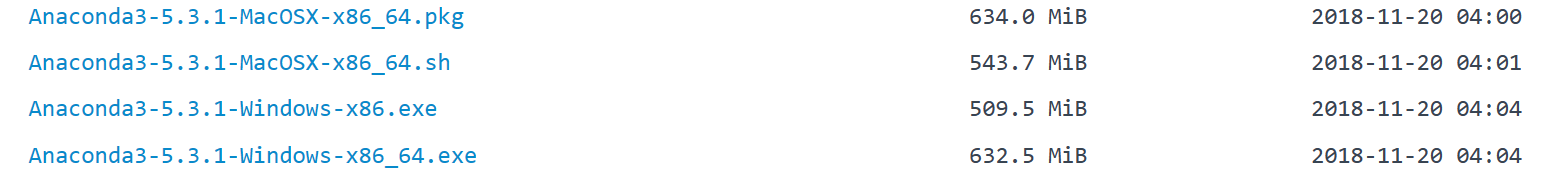 Anaconda3-5.3.1-MacOSX-x86_64.pkg 634.0 MiB 2018-11-20 04:00
Anaconda3-5.3.1-MacOSX-x86_64.sh 543.7 MiB 2018-11-20 04:01
Anaconda3-5.3.1-Windows-x86.exe 509.5 MiB 2018-11-20 04:04
Anaconda3-5.3.1-Windows-x86_64.exe 632.5 MiB 2018-11-20 04:04